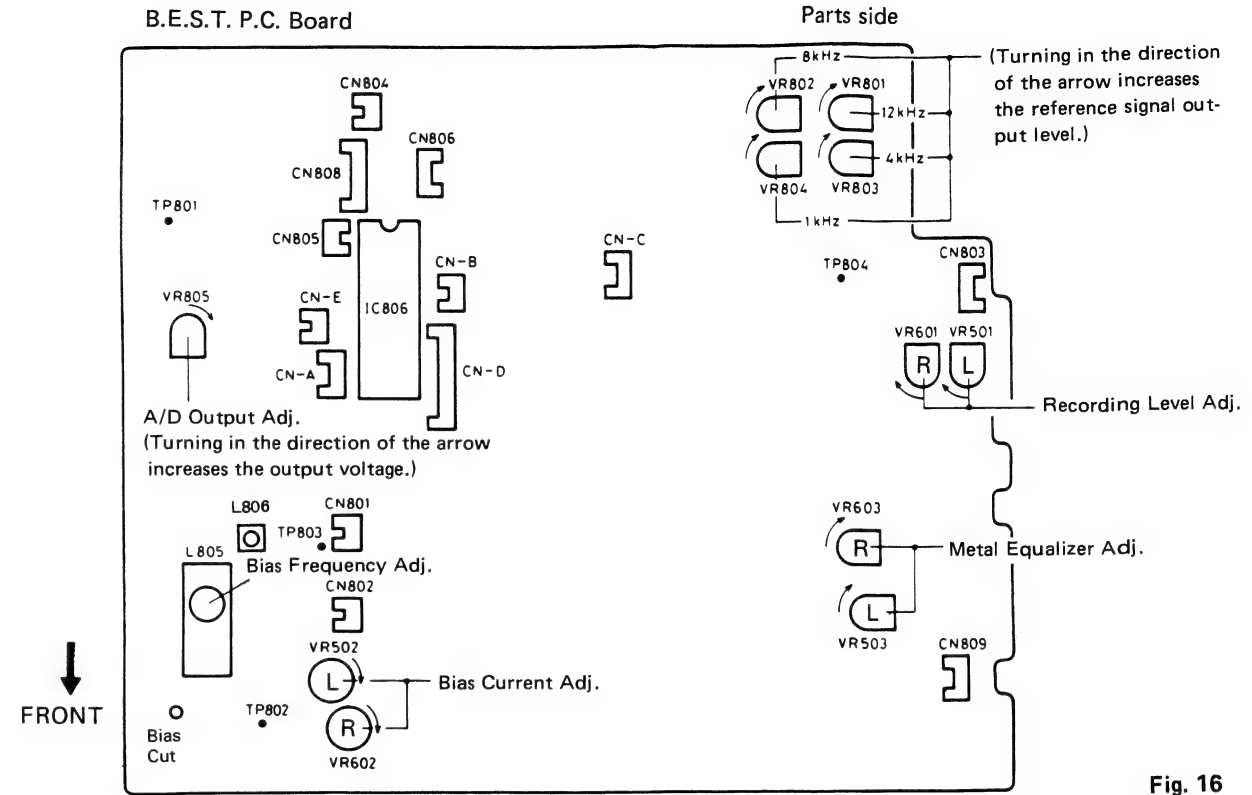 B.E.S.T. P.C. Board
Parts side
8kHz
(Turning in the direction
of the arrow increases
the reference signal out-
put level.)
CN804
VR802
VR801
12kHz
CN806
CN808
4kHz
VR804
VR803
TP801
1kHz
CN805
CN-C
CN803
CN-B
TP804
VR805
CN-E
IC806
VR601
VR501
R
L
CN-A
CN-D
Recording Level Adj.
A/D Output Adj.
(Turning in the direction of the arrow
increases the output voltage.)
L806
CN801
VR603
TP803
L805
R
Metal Equalizer Adj.
Bias Frequency Adj.
CN802
L
VR503
VR502
CN809
L
Bias Current Adj.
FRONT
TP802
R
Bias
Cut
VR602
Fig. 16